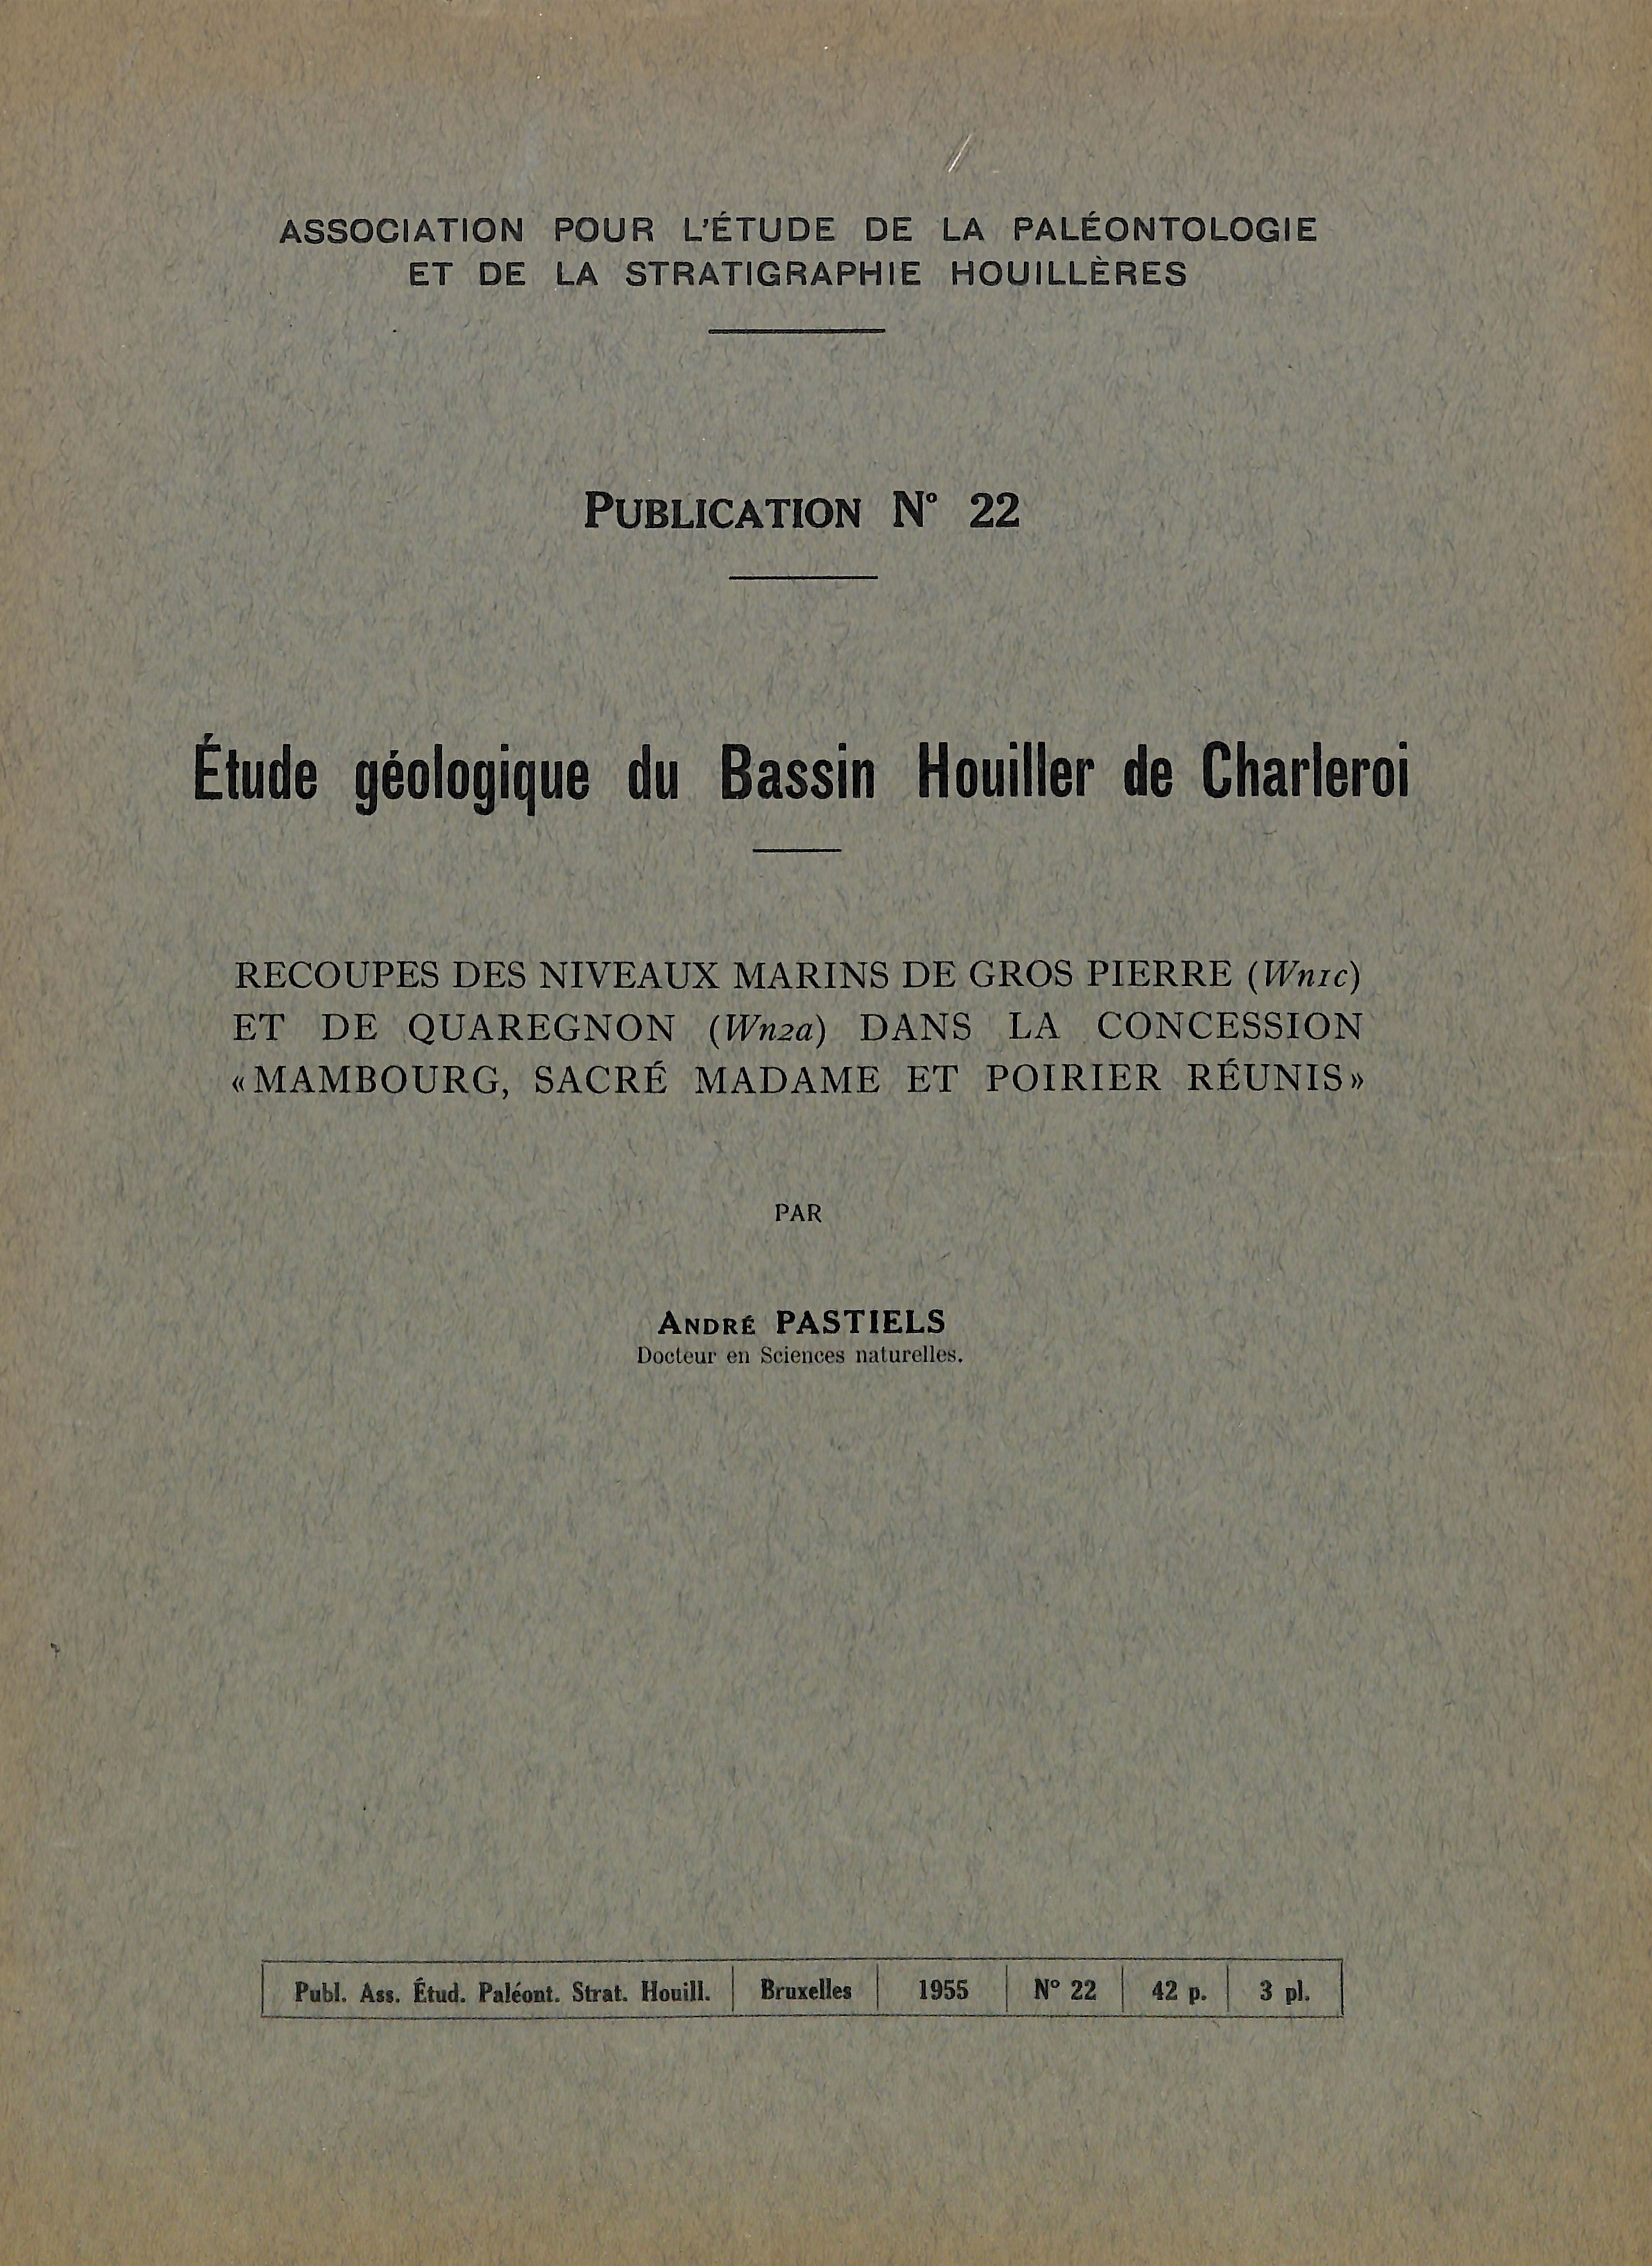 ASSOCIATION POUR L'ÉTUDE DE LA PALÉONTOLOGIE
ET DE LA STRATIGRAPHIE HOUILLÈRES
PUBLICATION N° 22
Étude géologique du Bassin Houiller de Charleroi
RECOUPES DES NIVEAUX MARINS DE GROS PIERRE (Wn1c)
ET DE QUAREGNON (Wn2a) DANS LA CONCESSION
«MAMBOURG, SACRÉ MADAME ET POIRIER RÉUNIS»
PAR
ANDRÉ PASTIELS
Docteur en Sciences naturelles.
Publ. Ass. Étud. Paléont. Strat. Houill. | Bruxelles | 1955 | N° 22 | 42 p. | 3 pl.